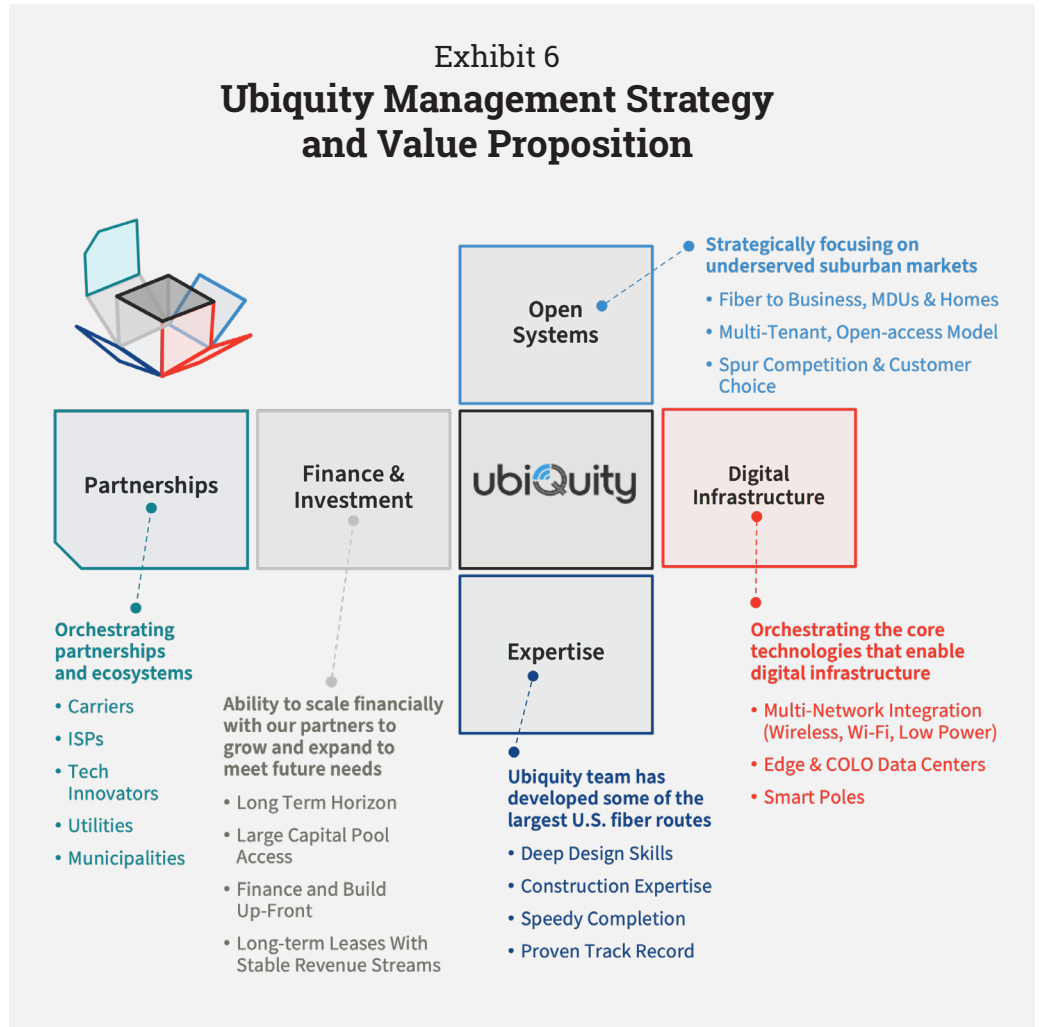 Exhibit 6
Ubiquity Management Strategy
and Value Proposition
Open
Systems
Strategically focusing on
underserved suburban markets
• Fiber to Business, MDUs & Homes
• Multi-Tenant, Open-access Model
• Spur Competition & Customer
Choice
Partnerships
Finance &
Investment
ubiQuity
Digital
Infrastructure
Expertise
Orchestrating
partnerships
and ecosystems
• Carriers
• ISPs
• Tech
Innovators
• Utilities
• Municipalities
Ability to scale financially
with our partners to
grow and expand to
meet future needs
• Long Term Horizon
• Large Capital Pool
Access
• Finance and Build
Up-Front
• Long-term Leases With
Stable Revenue Streams
Ubiquity team has
developed some of the
largest U.S. fiber routes
• Deep Design Skills
• Construction Expertise
• Speedy Completion
• Proven Track Record
Orchestrating the core
technologies that enable
digital infrastructure
• Multi-Network Integration
(Wireless, Wi-Fi, Low Power)
• Edge & COLO Data Centers
• Smart Poles